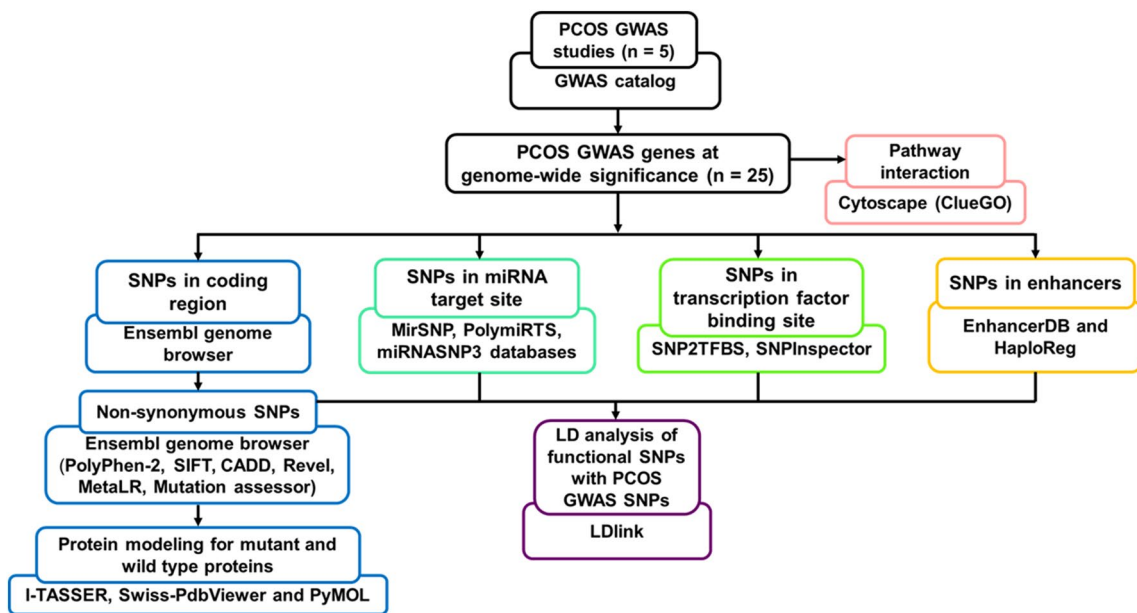 PCOS GWAS
studies (n = 5)
GWAS catalog
PCOS GWAS genes at
genome-wide significance (n = 25)
Pathway
interaction
Cytoscape (ClueGO)
SNPs in coding
region
Ensembl genome
browser
SNPs in miRNA
target site
MirSNP, PolymiRTS,
miRNASNP3 databases
SNPs in
transcription factor
binding site
SNP2TFBS, SNPInspector
SNPs in enhancers
EnhancerDB and
HaploReg
Non-synonymous SNPs
Ensembl genome browser
(PolyPhen-2, SIFT, CADD, Revel,
MetaLR, Mutation assessor)
LD analysis of
functional SNPs
with PCOS
GWAS SNPs
LDlink
Protein modeling for mutant and
wild type proteins
I-TASSER, Swiss-PdbViewer and PyMOL